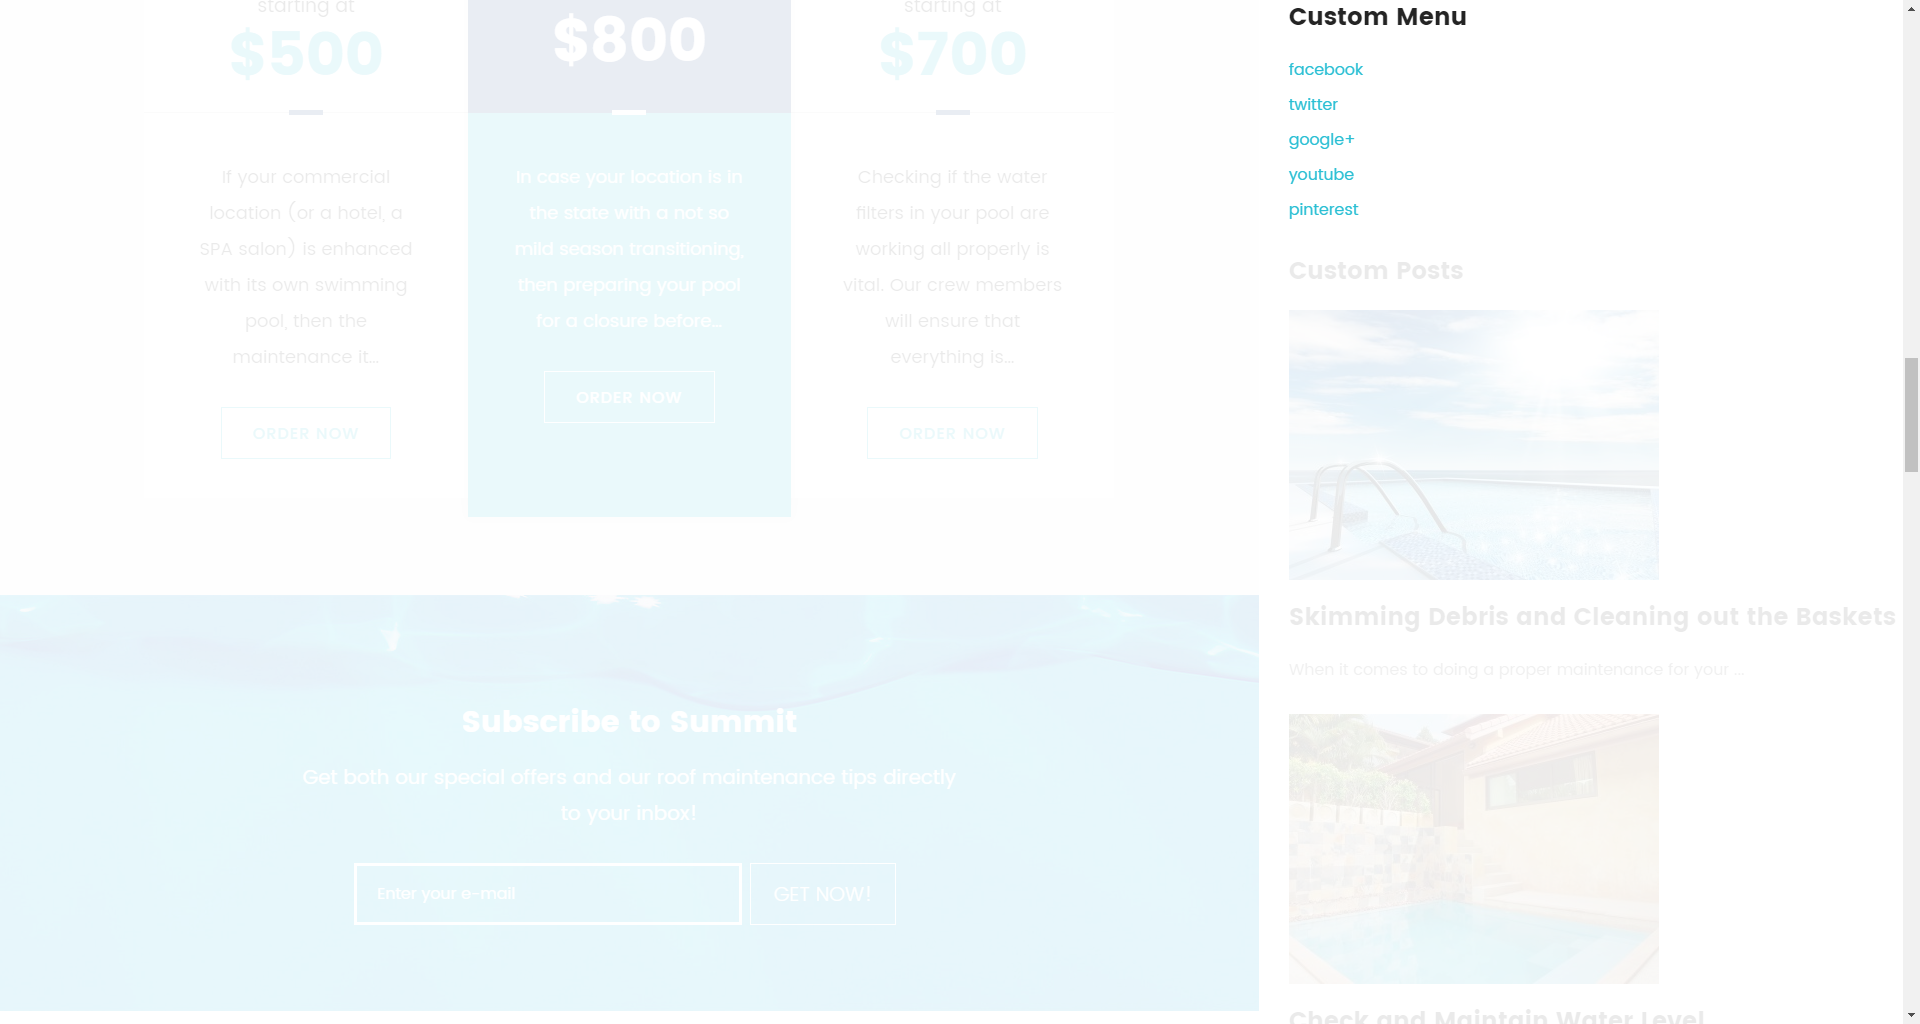 starting at
$500
If your commercial
location (or a hotel, a
SPA salon) is enhanced
with its own swimming
pool, then the
maintenance it...
ORDER NOW
$800
In case your location is in
the state with a not so
mild season transitioning,
then preparing your pool
for a closure before...
ORDER NOW
starting at
$700
Checking if the water
filters in your pool are
working all properly is
vital. Our crew members
will ensure that
everything is...
ORDER NOW
Subscribe to Summit
Get both our special offers and our roof maintenance tips directly
to your inbox!
Enter your e-mail
GET NOW!
Custom Menu
facebook
twitter
google+
youtube
pinterest
Custom Posts
Skimming Debris and Cleaning out the Baskets
When it comes to doing a proper maintenance for your ...
Check and Maintain Water Level